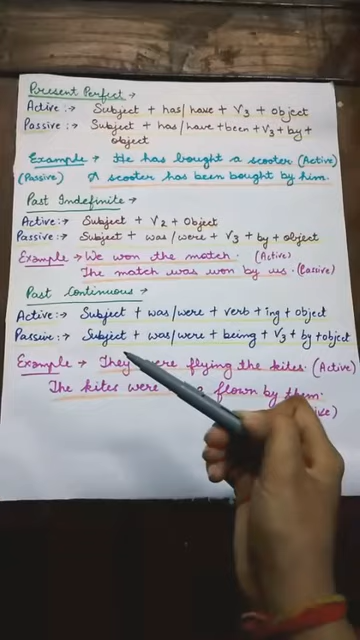 Present Perfect →
Active :→ Subject + has/have + V3 + object
Passive :→ Subject + has/have + been + V3 + by +
object
Example → He has bought a scooter (Active)
(Passive) A scooter has been bought by him.
Past Indefinite →
Active :→ Subject + V2 + Object
Passive :→ Subject + was/were + V3 + by + object
Example → We won the match. (Active)
The match was won by us. (Passive)
Past Continuous →
Active :→ Subject + was/were + verb + ing + object
Passive :→ Subject + was/were + being + V3 + by + object
Example → They were flying the kites. (Active)
The kites were flown by them.